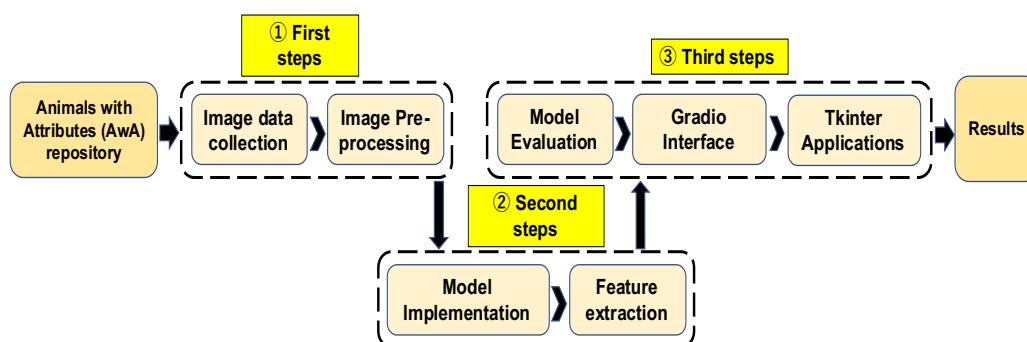 ① First
steps
Animals with
Attributes (AwA)
repository
Image data
collection
Image Pre-
processing
② Second
steps
Model
Implementation
Feature
extraction
③ Third steps
Model
Evaluation
Gradio
Interface
Tkinter
Applications
Results